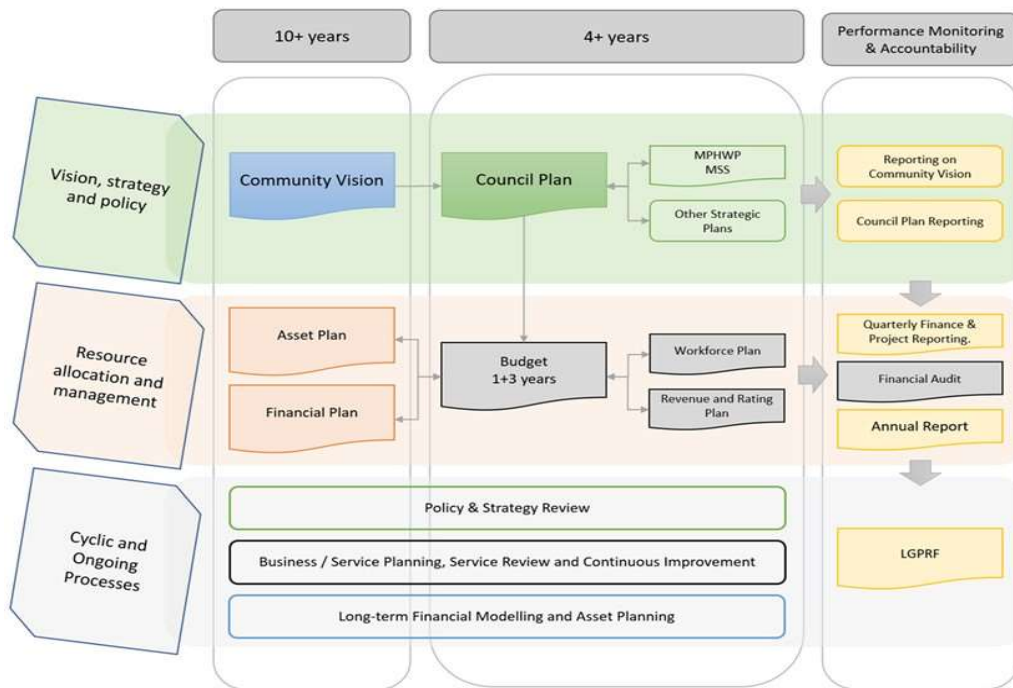 10+ years
4+ years
Performance Monitoring
& Accountability
Vision, strategy
and policy
Community Vision
Council Plan
MPHWP
MSS
Other Strategic
Plans
Reporting on
Community Vision
Council Plan Reporting
Resource
allocation and
management
Asset Plan
Financial Plan
Budget
1+3 years
Workforce Plan
Revenue and Rating
Plan
Quarterly Finance &
Project Reporting.
Financial Audit
Annual Report
Cyclic and
Ongoing
Processes
Policy & Strategy Review
Business / Service Planning, Service Review and Continuous Improvement
Long-term Financial Modelling and Asset Planning
LGPRF